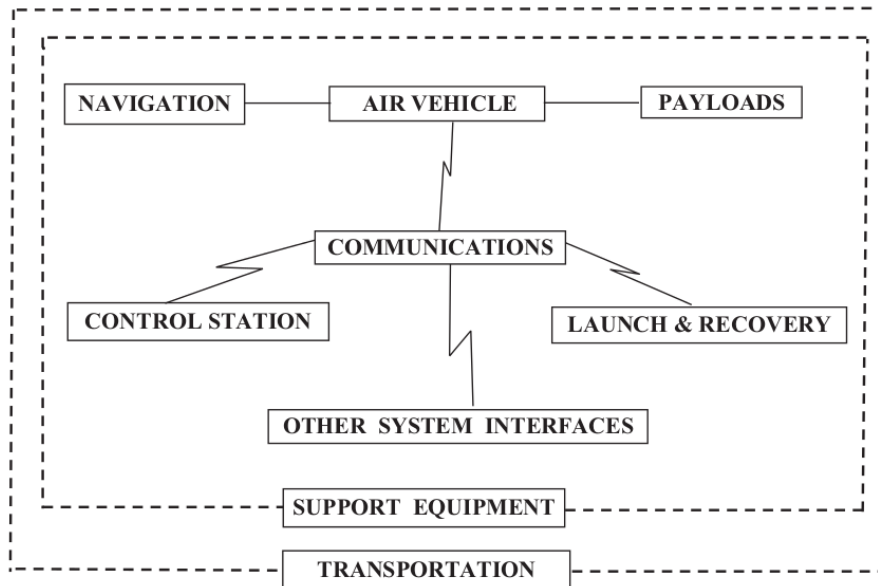 NAVIGATION
AIR VEHICLE
PAYLOADS
COMMUNICATIONS
CONTROL STATION
LAUNCH & RECOVERY
OTHER SYSTEM INTERFACES
SUPPORT EQUIPMENT
TRANSPORTATION